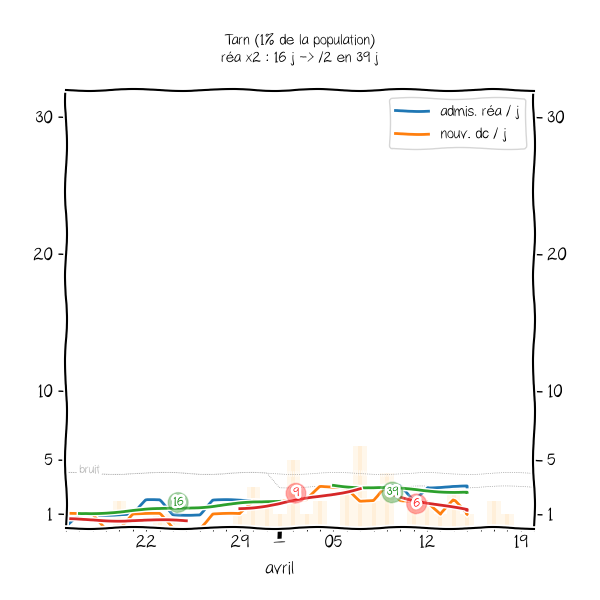 Tarn (1% de la population)
réa x2 : 16 j -> /2 en 39 j
admis. réa / j
nouv. dc / j
30 30
20 20
10 10
5 5
bruit
16 9 39 6
1 1
22 29 05 12 19
avril